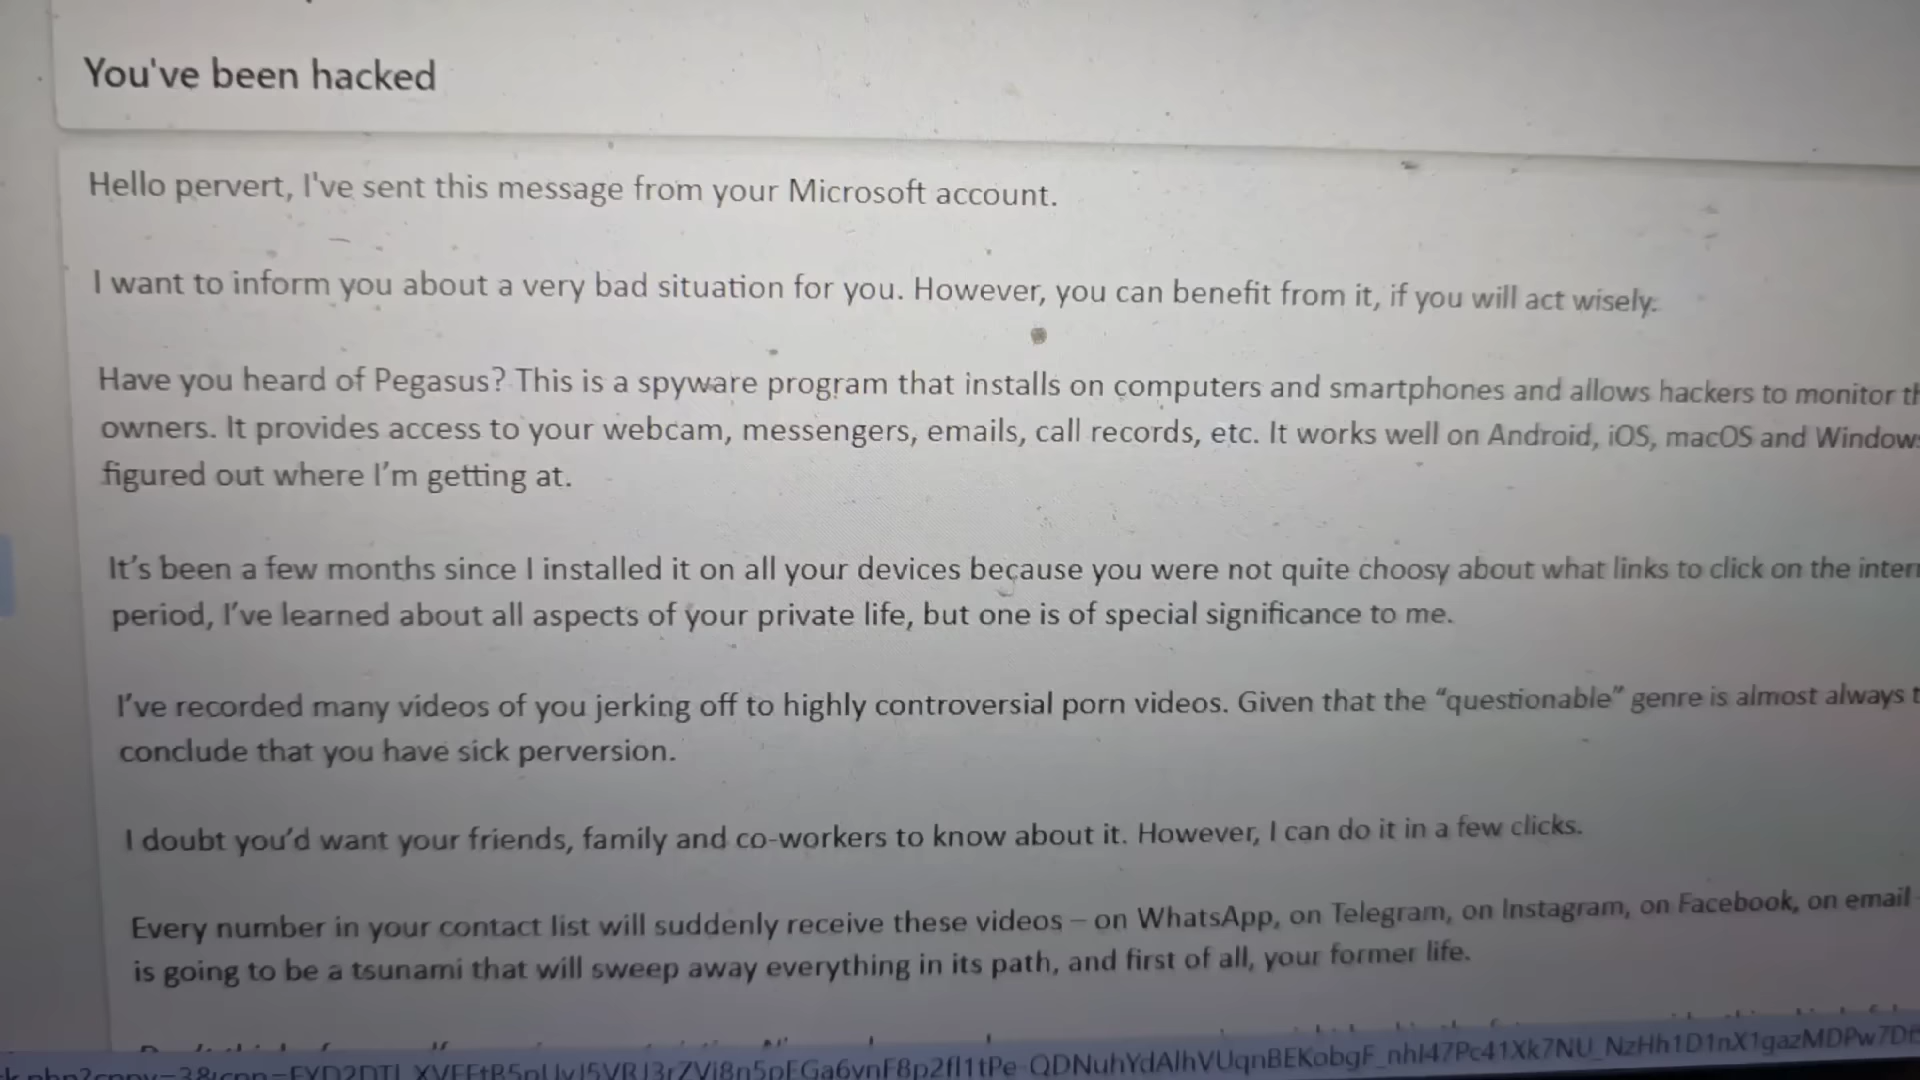 You've been hacked
Hello pervert, I've sent this message from your Microsoft account.
I want to inform you about a very bad situation for you. However, you can benefit from it, if you will act wisely.
Have you heard of Pegasus? This is a spyware program that installs on computers and smartphones and allows hackers to monitor
owners. It provides access to your webcam, messengers, emails, call records, etc. It works well on Android, iOS, macOS and Windows
figured out where I'm getting at.
It's been a few months since I installed it on all your devices because you were not quite choosy about what links to click on the
period, I've learned about all aspects of your private life, but one is of special significance to me.
I've recorded many videos of you jerking off to highly controversial porn videos. Given that the “questionable” genre is almost always
conclude that you have sick perversion.
I doubt you'd want your friends, family and co-workers to know about it. However, I can do it in a few clicks.
Every number in your contact list will suddenly receive these videos – on WhatsApp, on Telegram, on Instagram, on Facebook, on email
is going to be a tsunami that will sweep away everything in its path, and first of all, your former life.